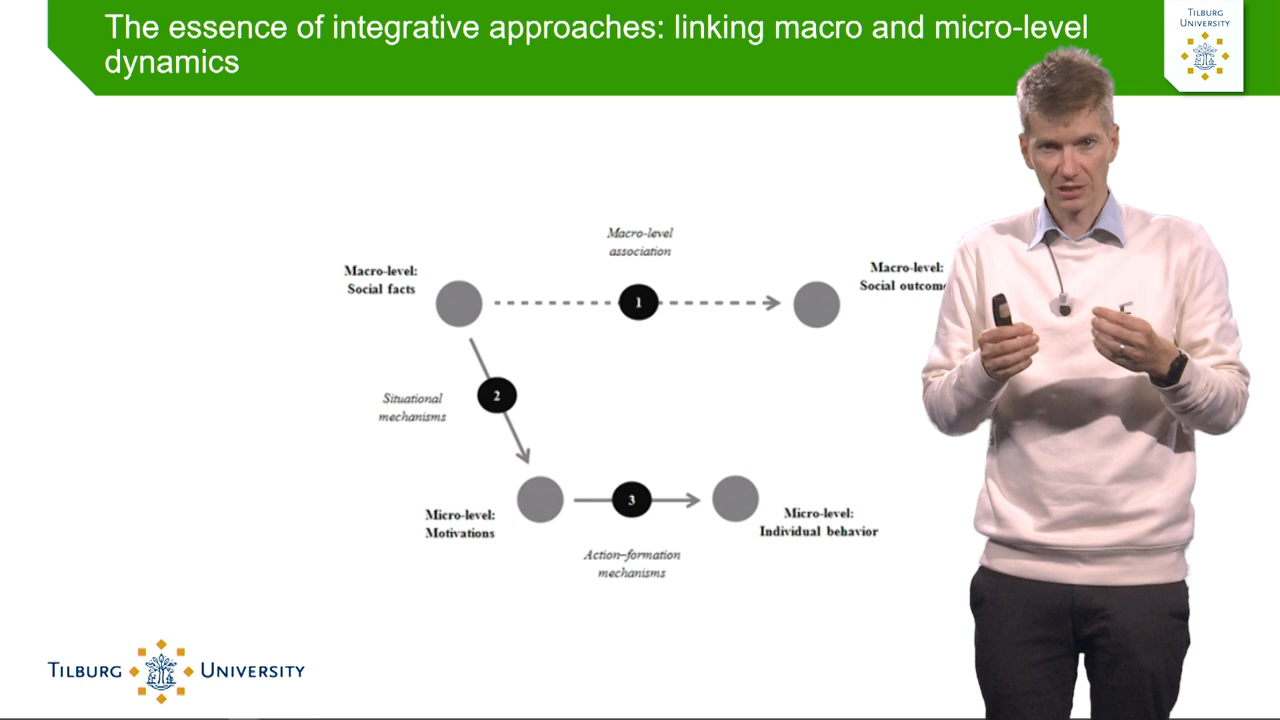 The essence of integrative approaches: linking macro and micro-level
dynamics
TILBURG
UNIVERSITY
Macro-level
association
Macro-level:
Social facts
1
Macro-level:
Social
Situational
mechanisms
2
Micro-level:
Motivations
3
Micro-level:
Individual behavior
Action–formation
mechanisms
TILBURG UNIVERSITY